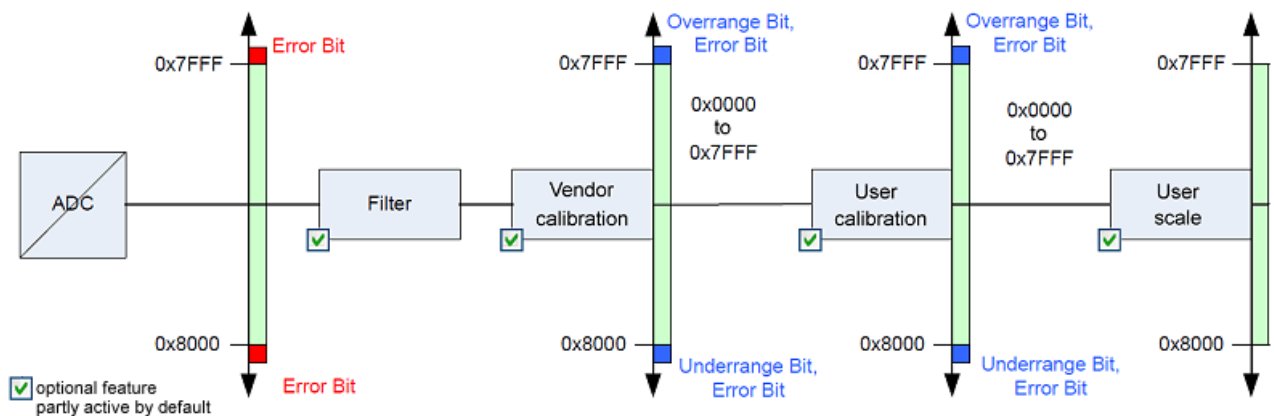 Error Bit
Overrange Bit,
Error Bit
Overrange Bit,
Error Bit
0x7FFF
0x7FFF
0x7FFF
0x7FFF
0x0000
to
0x7FFF
0x0000
to
0x7FFF
ADC
Filter
Vendor
calibration
User
calibration
User
scale
0x8000
0x8000
0x8000
0x8000
Error Bit
Underrange Bit,
Error Bit
Underrange Bit,
Error Bit
optional feature
partly active by default